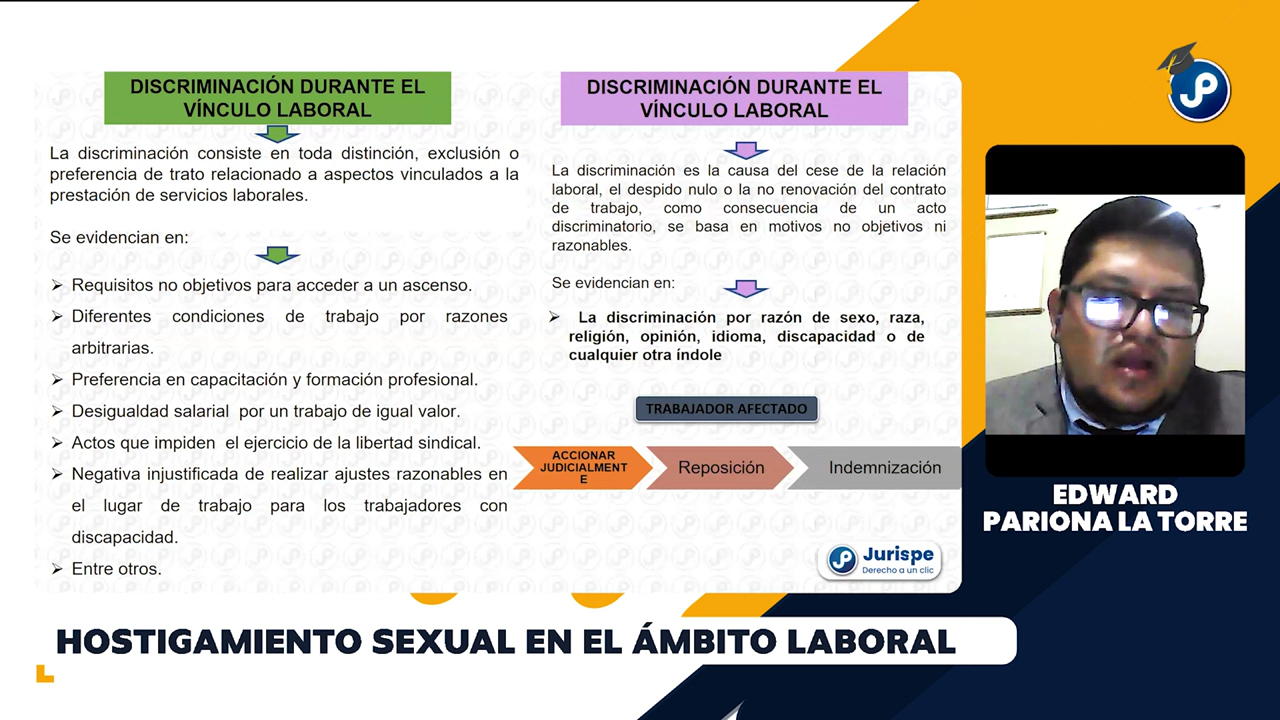 DISCRIMINACIÓN DURANTE EL
VÍNCULO LABORAL
La discriminación consiste en toda distinción, exclusión o
preferencia de trato relacionado a aspectos vinculados a la
prestación de servicios laborales.
Se evidencian en:
Requisitos no objetivos para acceder a un ascenso.
Diferentes condiciones de trabajo por razones
arbitrarias.
Preferencia en capacitación y formación profesional.
Desigualdad salarial por un trabajo de igual valor.
Actos que impiden el ejercicio de la libertad sindical.
Negativa injustificada de realizar ajustes razonables en
el lugar de trabajo para los trabajadores con
discapacidad.
Entre otros.
DISCRIMINACIÓN DURANTE EL
VÍNCULO LABORAL
La discriminación es la causa del cese de la relación
laboral, el despido nulo o la no renovación del contrato
de trabajo, como consecuencia de un acto
discriminatorio, se basa en motivos no objetivos ni
razonables.
Se evidencian en:
La discriminación por razón de sexo, raza,
religión, opinión, idioma, discapacidad o de
cualquier otra índole
TRABAJADOR AFECTADO
ACCIONAR
JUDICIALMENT
E
Reposición
Indemnización
Jurispe
Derecho a un clic
JP
EDWARD
PARIONA LA TORRE
HOSTIGAMIENTO SEXUAL EN EL ÁMBITO LABORAL